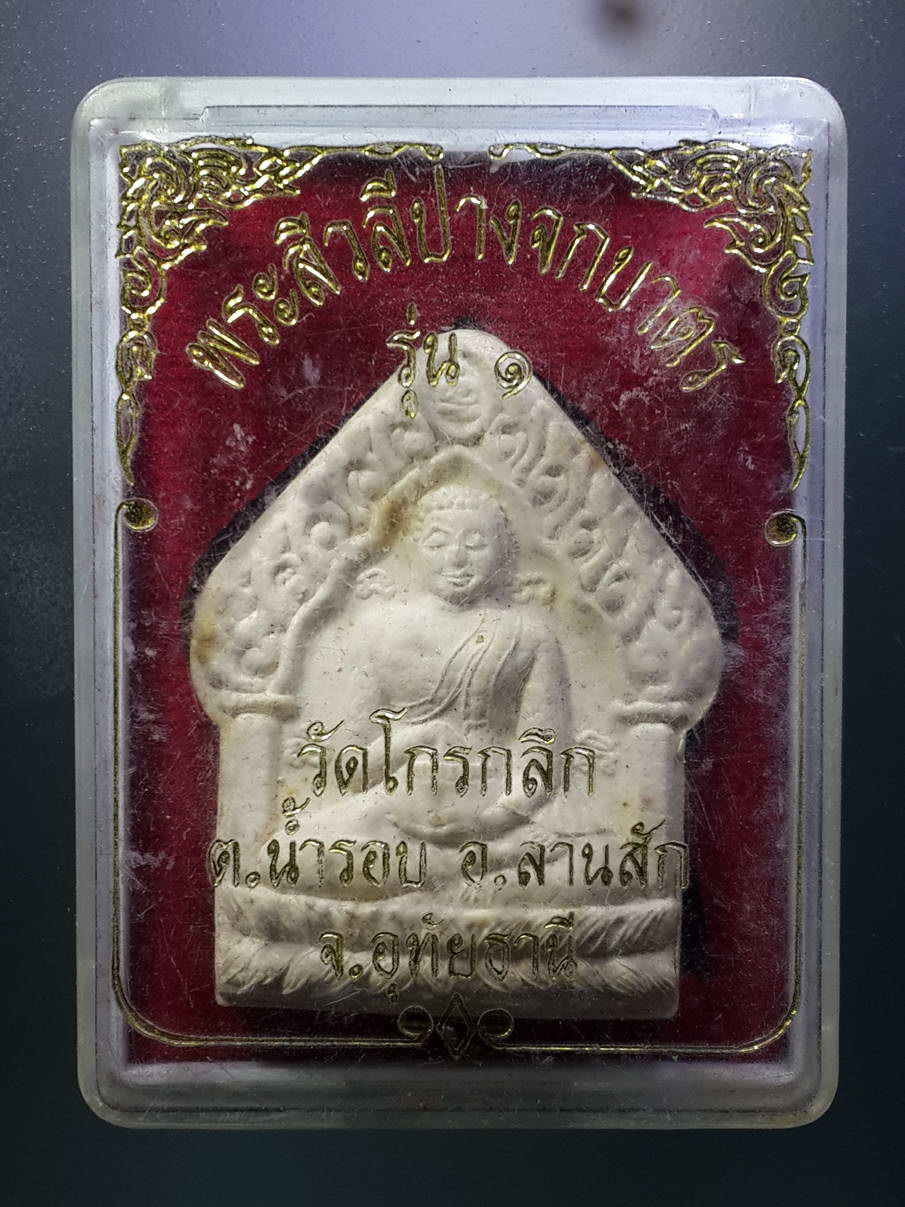 พระสีวลีปางจกบาตร
รุ่น ๑
วัดโกรกลึก
ต.น้ำรอบ อ.ลานสัก
จ.อุทัยธานี